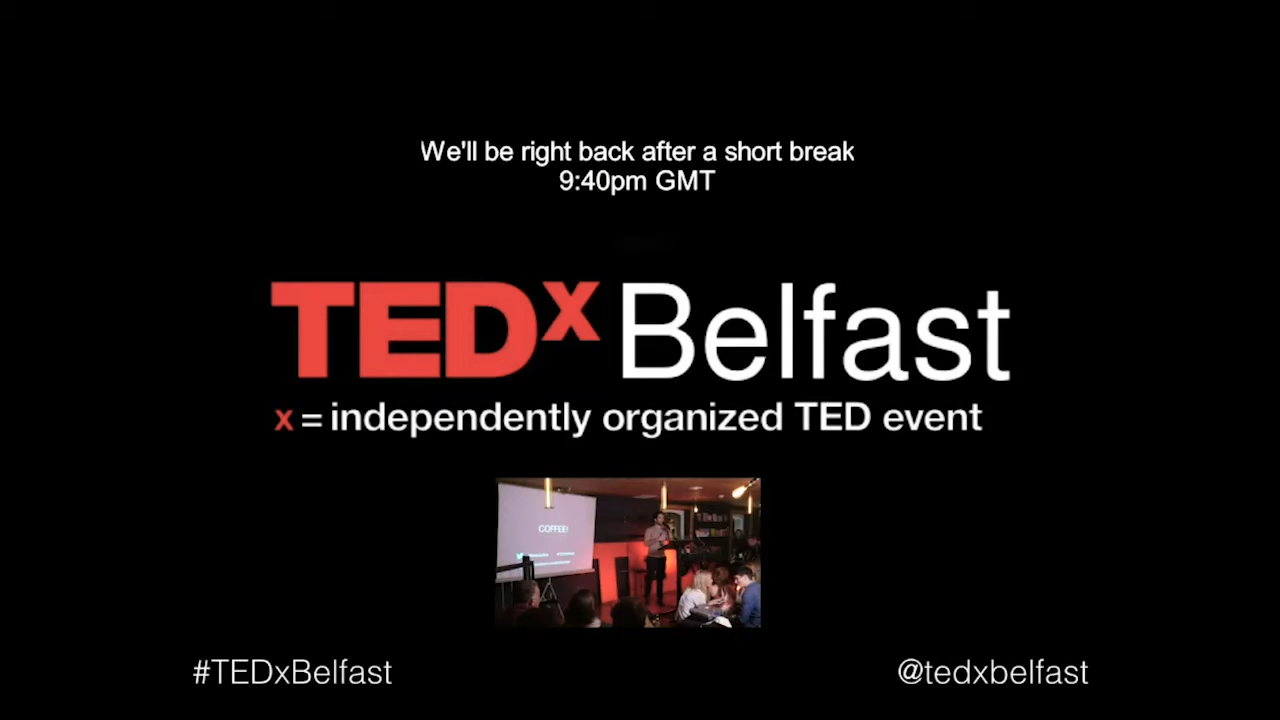 We'll be right back after a short break
9:40pm GMT
TEDx Belfast
x = independently organized TED event
COFFEE!
#TEDxBelfast
@tedxbelfast